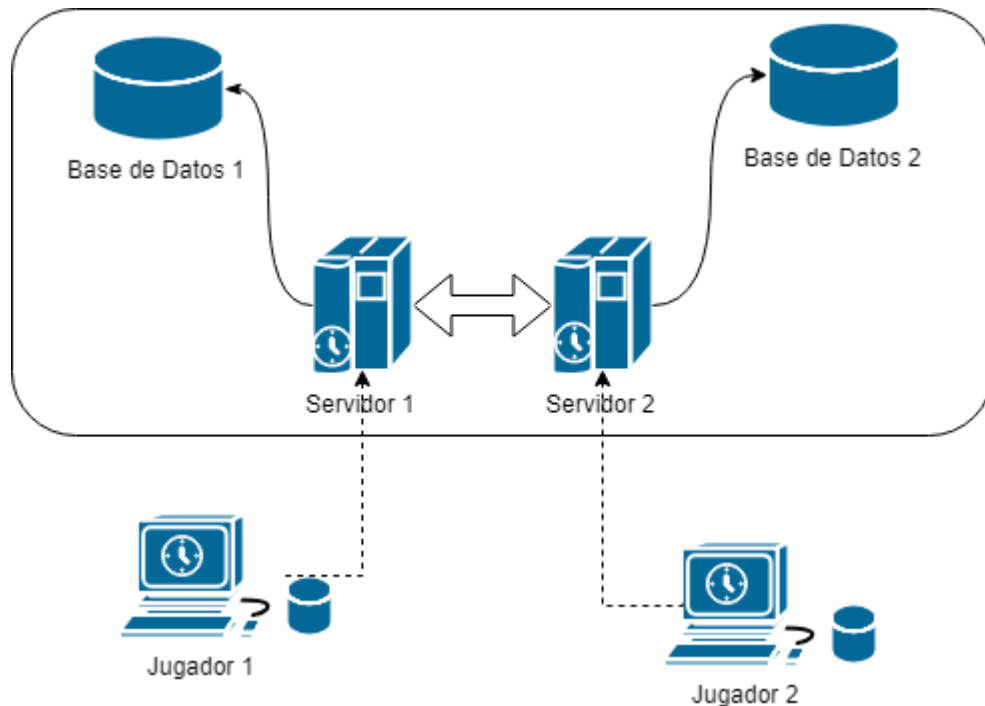 Base de Datos 1
Base de Datos 2
Servidor 1
Servidor 2
Jugador 1
Jugador 2